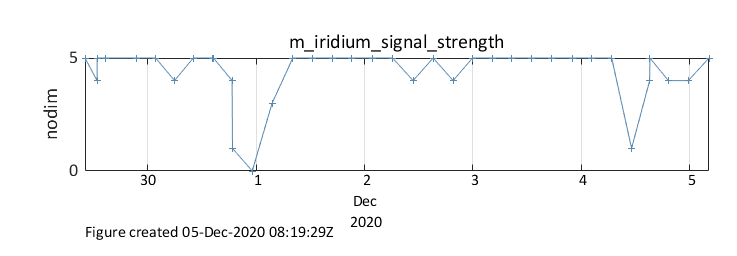 m_iridium_signal_strength
5
nodim
0
30 1 2 3 4 5
Dec
2020
Figure created 05-Dec-2020 08:19:29Z